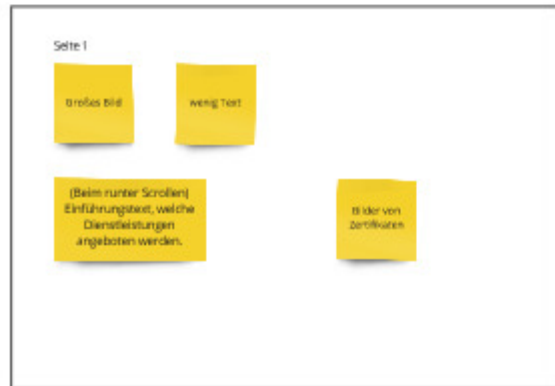 Seite 1
Großes Bild
wenig Text
(Beim runter Scrollen)
Einführungstext, welche
Dienstleistungen
angeboten werden.
Bilder von
Zertifikaten